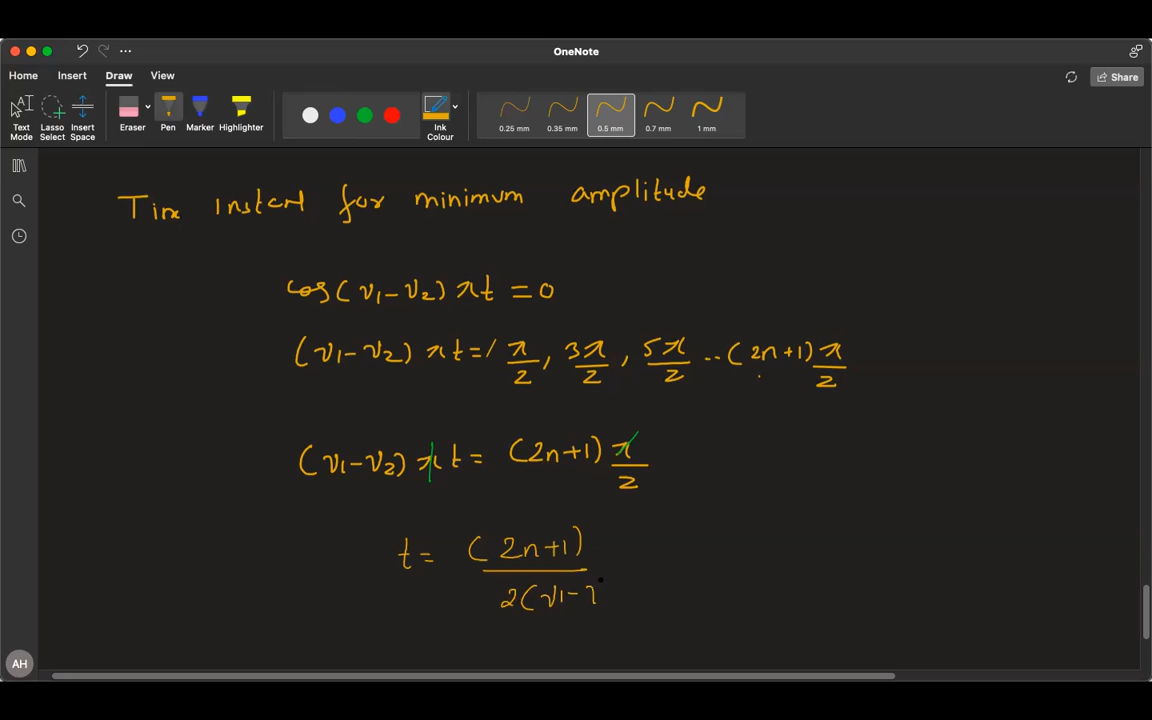 OneNote
Home Insert Draw View
Share
Text Mode
Lasso Select
Insert Space
Eraser
Pen
Marker
Highlighter
Ink Colour
0.25 mm 0.35 mm 0.5 mm 0.7 mm 1 mm
Tim Instant for minimum amplitude
cos(ν1-ν2) πt = 0
(ν1-ν2) πt = π/2, 3π/2, 5π/2 .. (2n+1) π/2
(ν1-ν2) π t = (2n+1) π/2
t = (2n+1) / 2(ν1-
AH